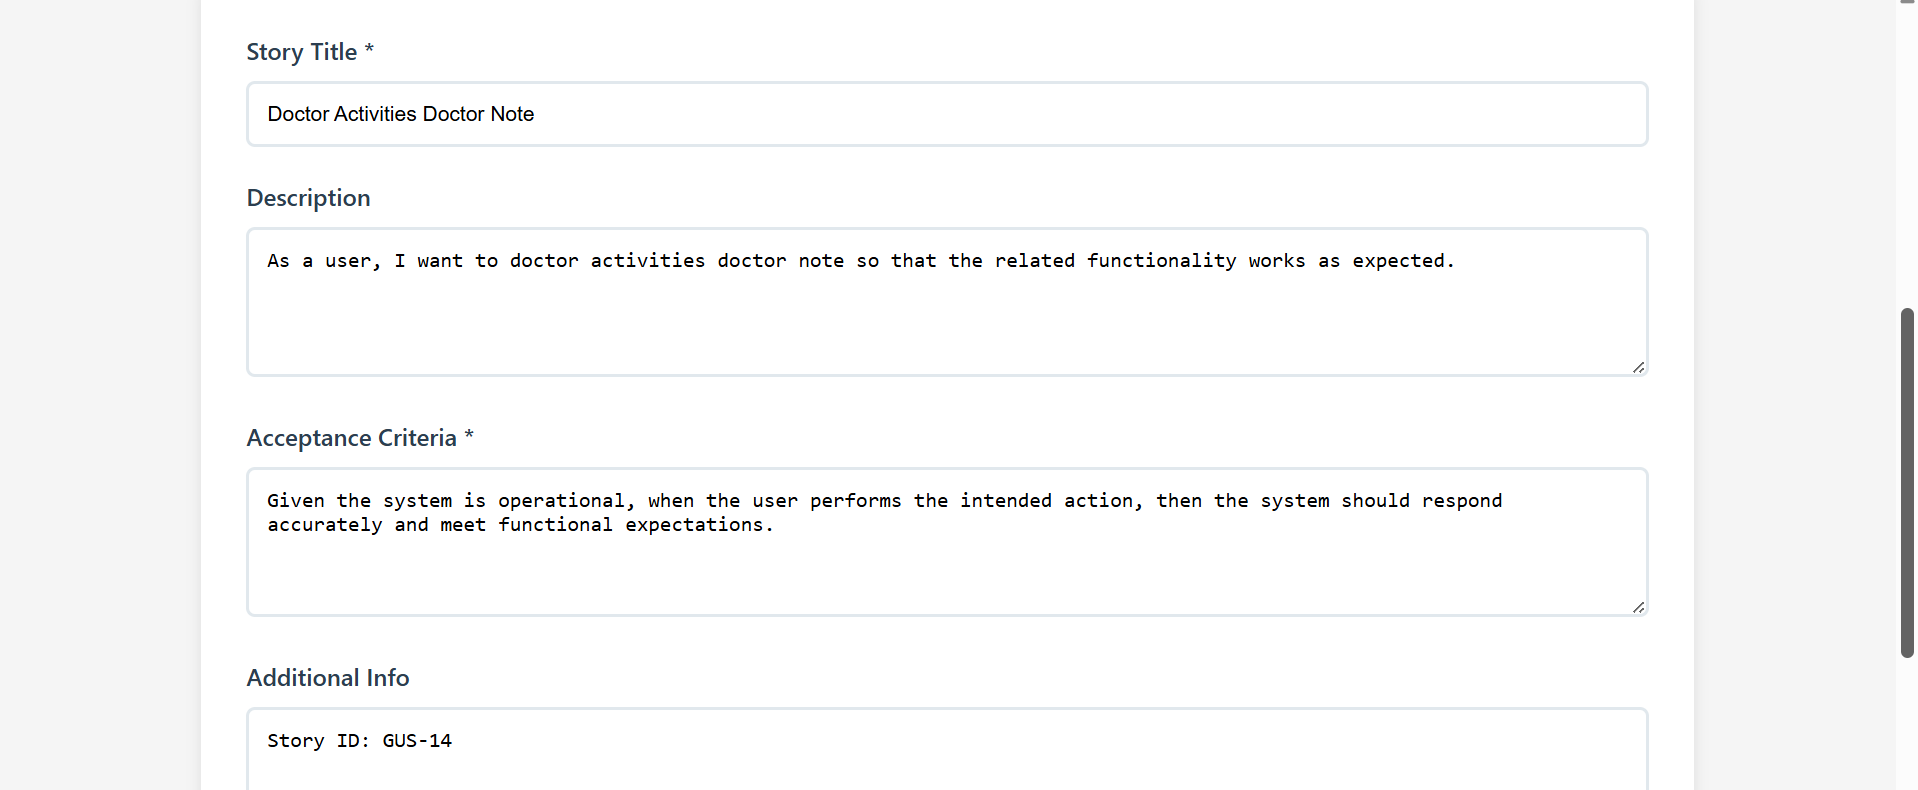 Story Title *
Doctor Activities Doctor Note
Description
As a user, I want to doctor activities doctor note so that the related functionality works as expected.
Acceptance Criteria *
Given the system is operational, when the user performs the intended action, then the system should respond
accurately and meet functional expectations.
Additional Info
Story ID: GUS-14